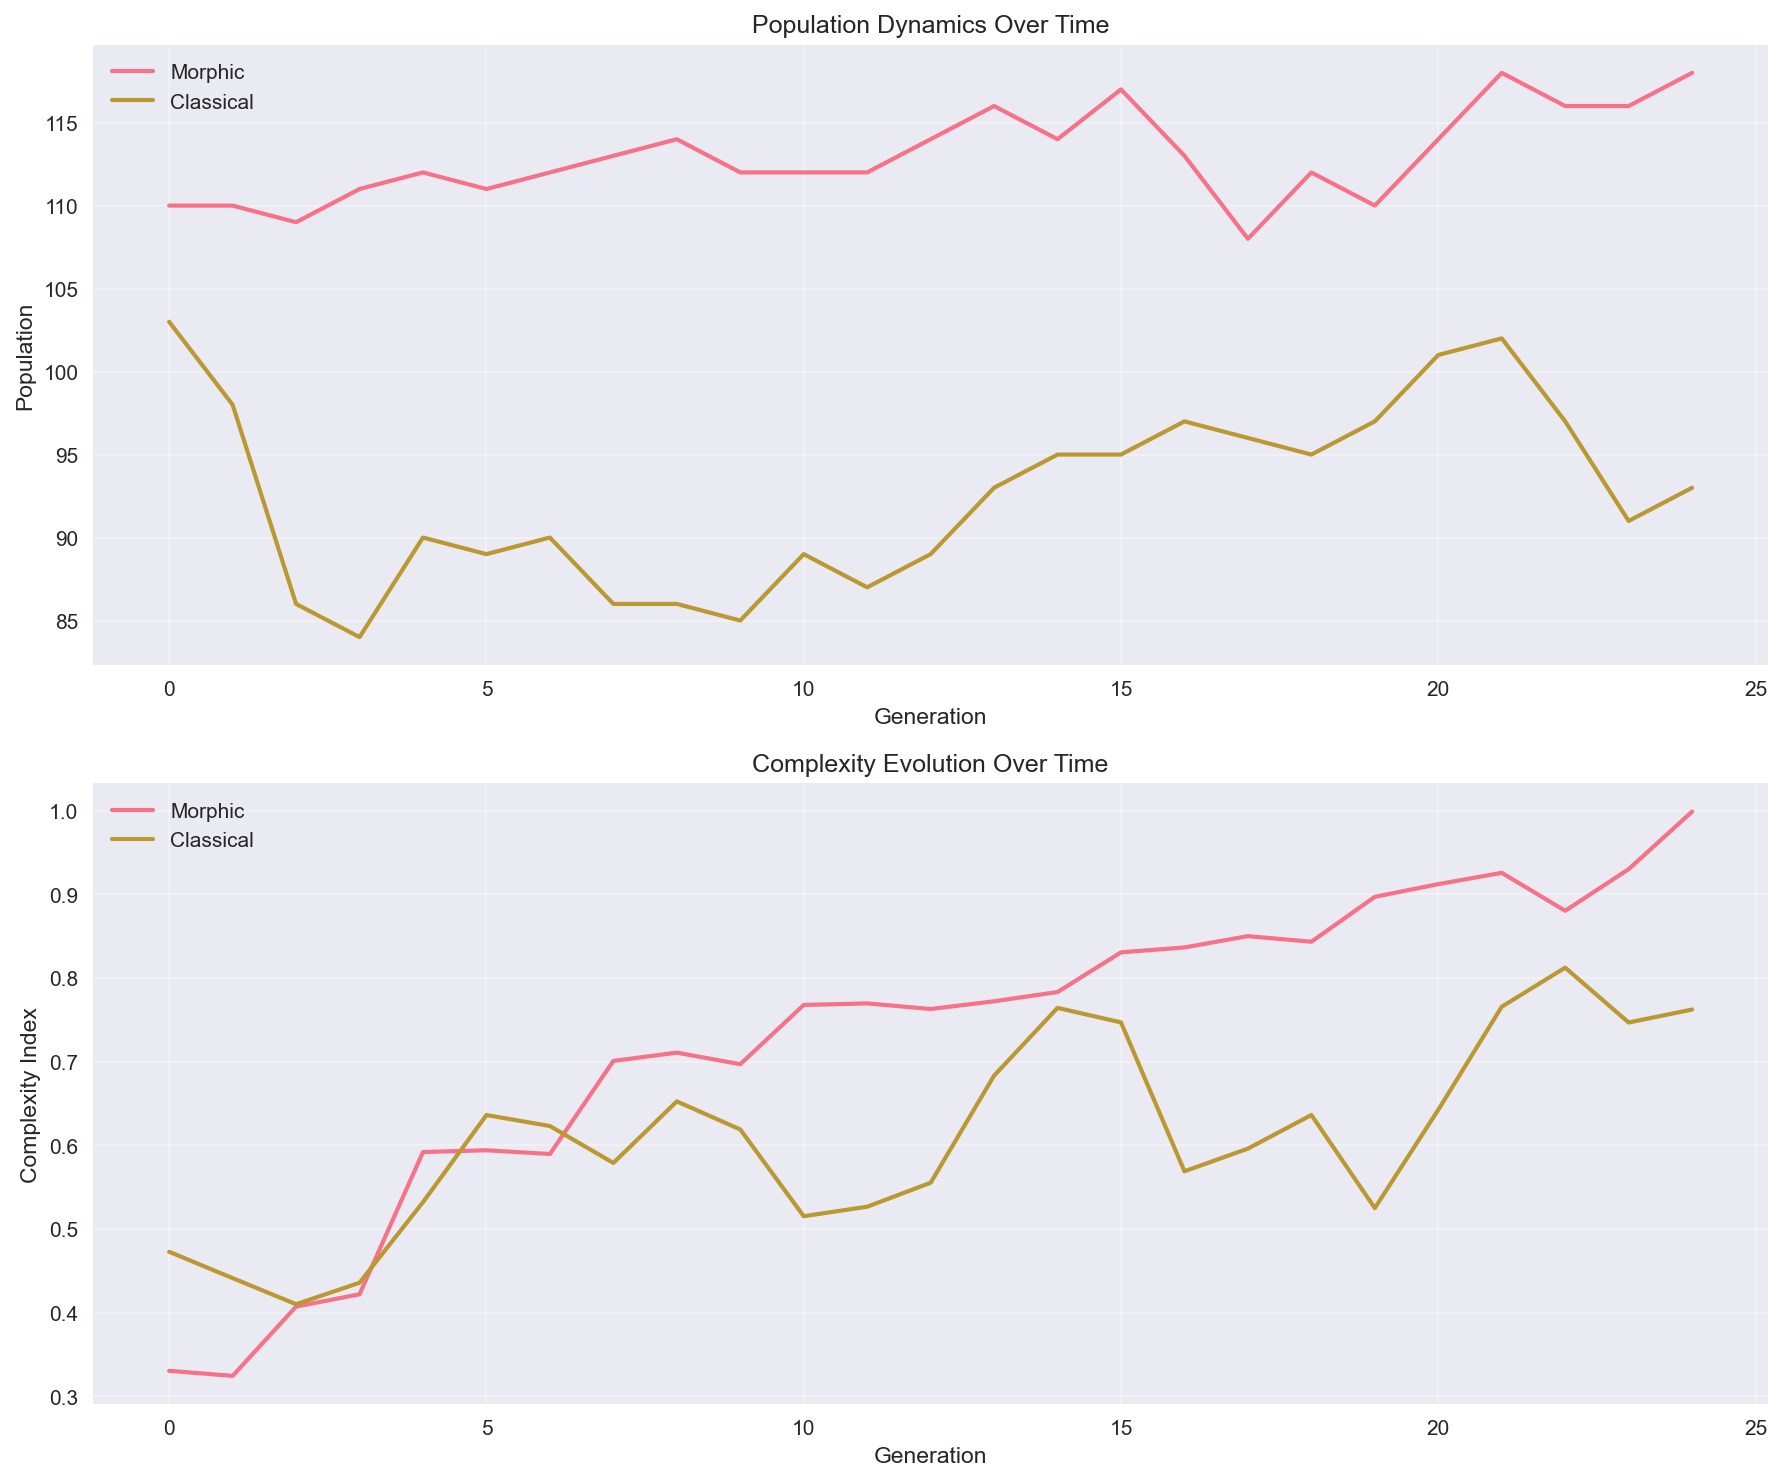 Population Dynamics Over Time
Morphic
Classical
115
110
105
100
95
90
85
Population
0 5 10 15 20 25
Generation
Complexity Evolution Over Time
Morphic
Classical
1.0
0.9
0.8
0.7
0.6
0.5
0.4
0.3
Complexity Index
0 5 10 15 20 25
Generation